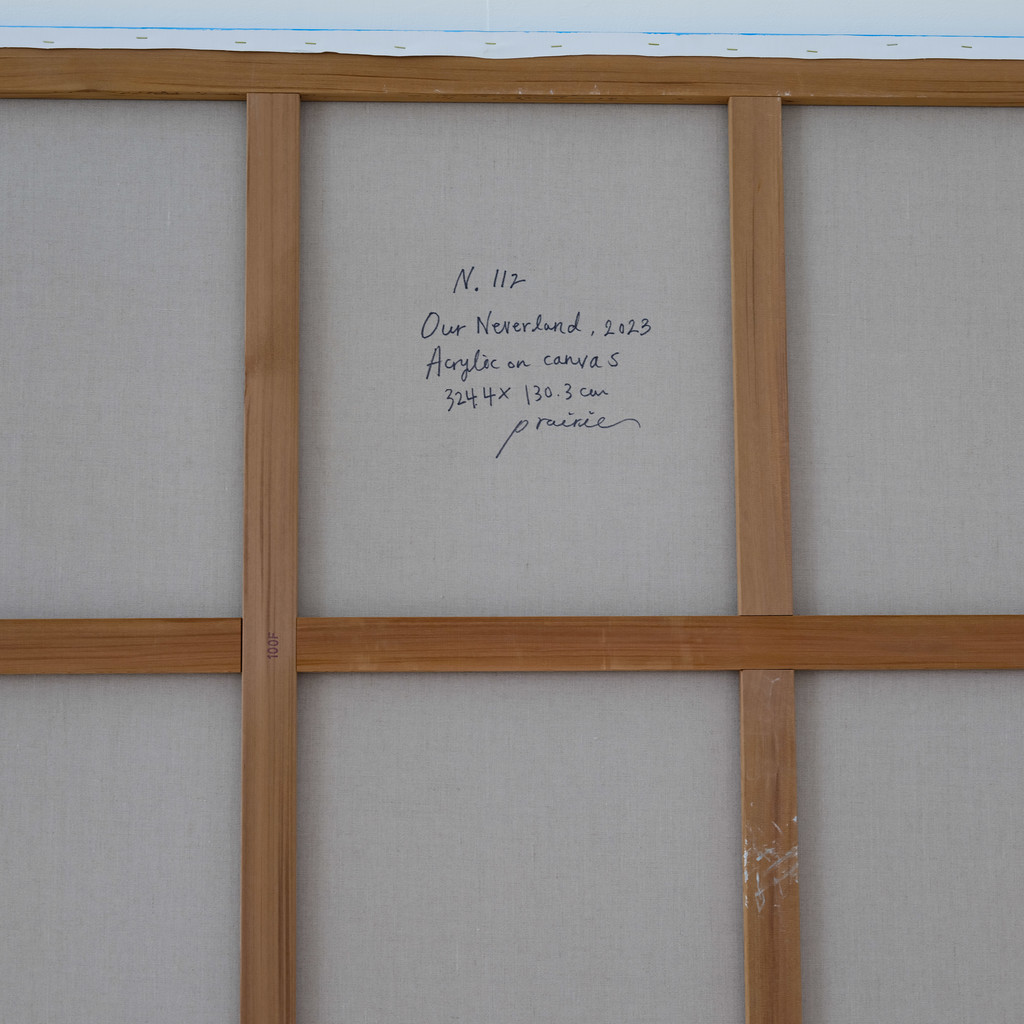 N. 112
Our Neverland, 2023
Acrylic on canvas
324.4 x 130.3 cm
prairie
100F